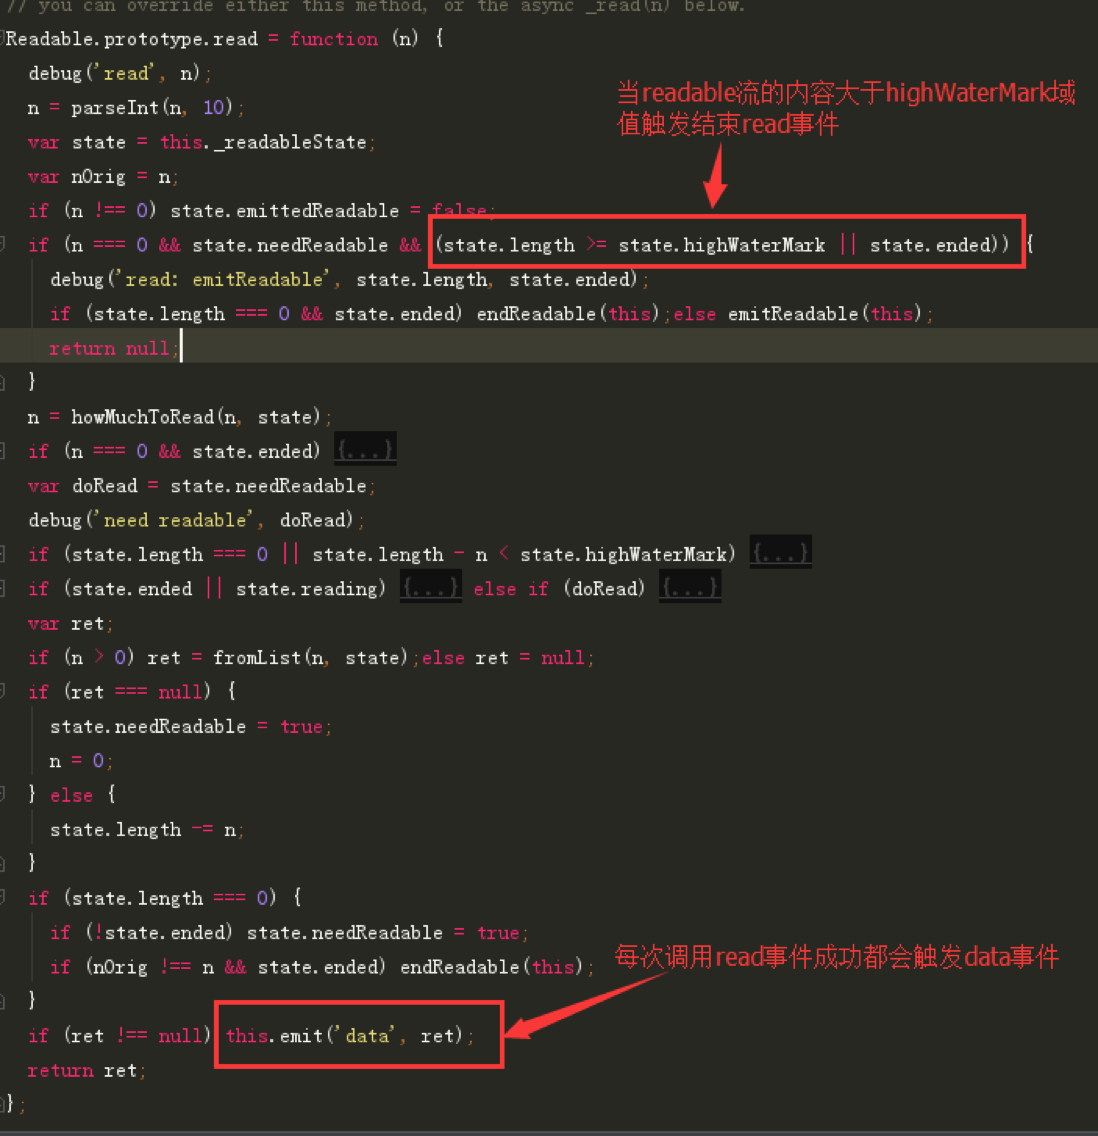 // you can override either this method, or the async _read(n) below.
Readable.prototype.read = function (n) {
debug('read', n);
当readable流的内容大于highWaterMark域
n = parseInt(n, 10);
值触发结束read事件
var state = this._readableState;
var nOrig = n;
if (n !== 0) state.emittedReadable = false;
if (n === 0 && state.needReadable && (state.length >= state.highWaterMark || state.ended)) {
debug('read: emitReadable', state.length, state.ended);
if (state.length === 0 && state.ended) endReadable(this);else emitReadable(this);
return null;
}
n = howMuchToRead(n, state);
if (n === 0 && state.ended) {...}
var doRead = state.needReadable;
debug('need readable', doRead);
if (state.length === 0 || state.length - n < state.highWaterMark) {...}
if (state.ended || state.reading) {...} else if (doRead) {...}
var ret;
if (n > 0) ret = fromList(n, state);else ret = null;
if (ret === null) {
state.needReadable = true;
n = 0;
} else {
state.length -= n;
}
if (state.length === 0) {
if (!state.ended) state.needReadable = true;
每次调用read事件成功都会触发data事件
if (nOrig !== n && state.ended) endReadable(this);
}
if (ret !== null) this.emit('data', ret);
return ret;
};